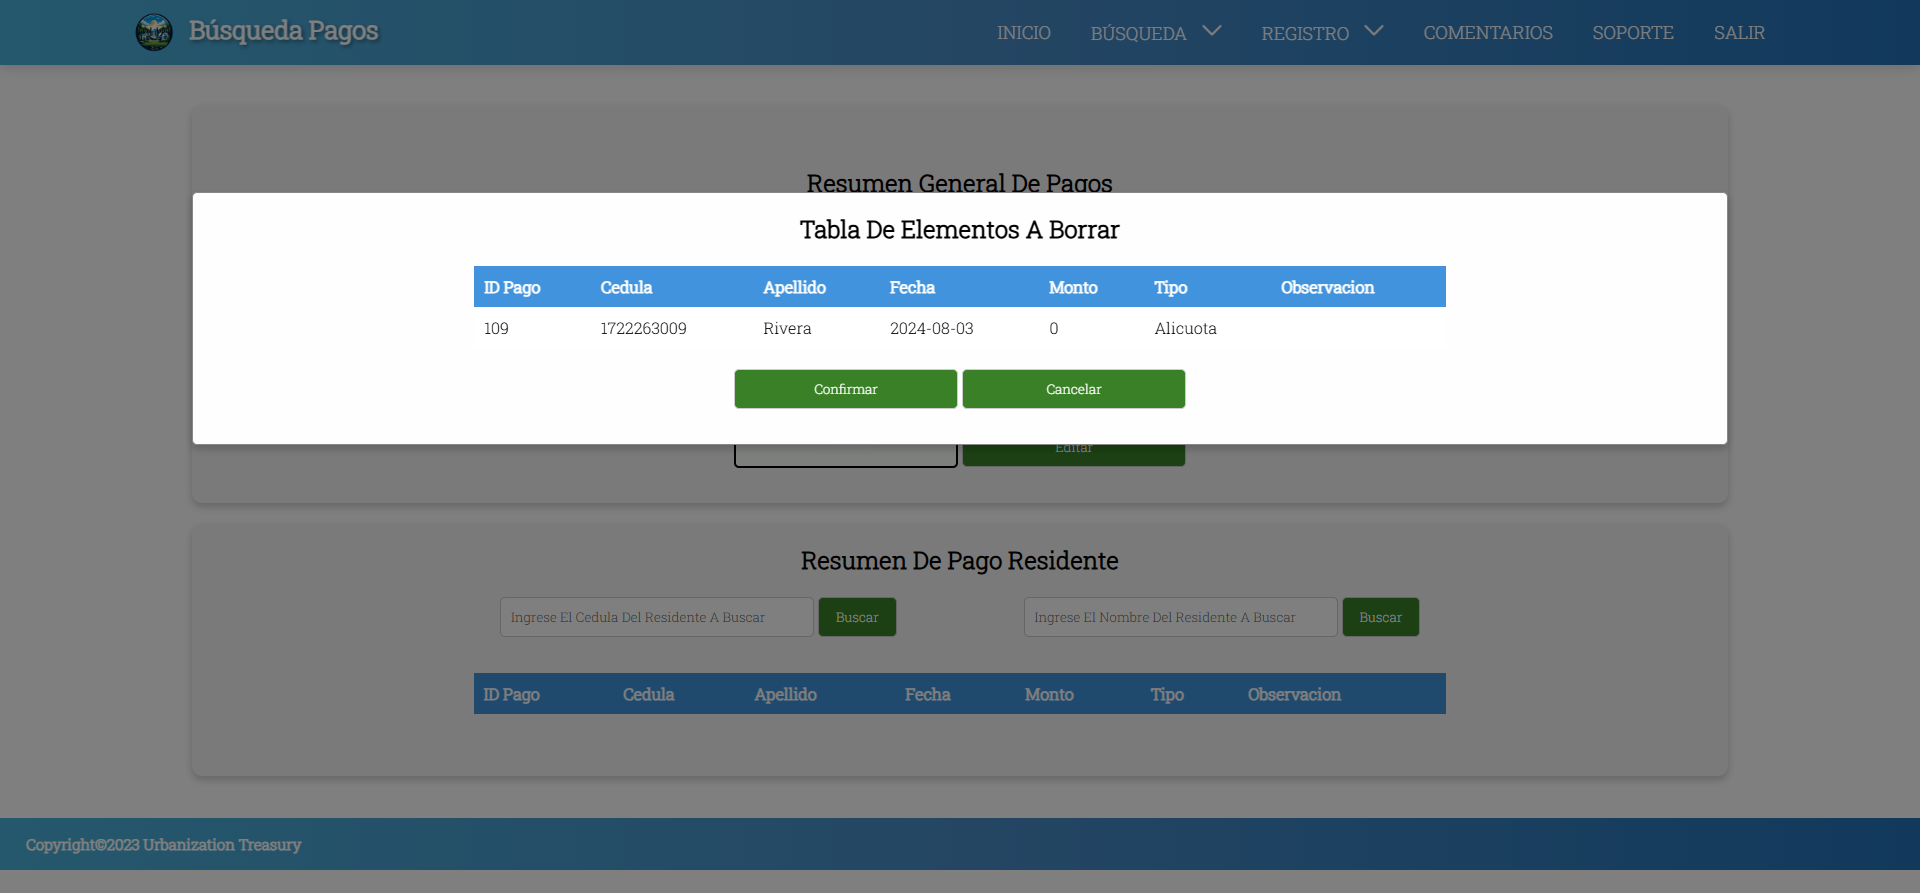 Búsqueda Pagos
INICIO BÚSQUEDA REGISTRO COMENTARIOS SOPORTE SALIR
Resumen General De Pagos
Tabla De Elementos A Borrar
ID Pago Cedula Apellido Fecha Monto Tipo Observacion
109 1722263009 Rivera 2024-08-03 0 Alicuota
Confirmar Cancelar
Editar
Resumen De Pago Residente
Ingrese El Cedula Del Residente A Buscar Buscar Ingrese El Nombre Del Residente A Buscar Buscar
ID Pago Cedula Apellido Fecha Monto Tipo Observacion
Copyright©2023 Urbanization Treasury